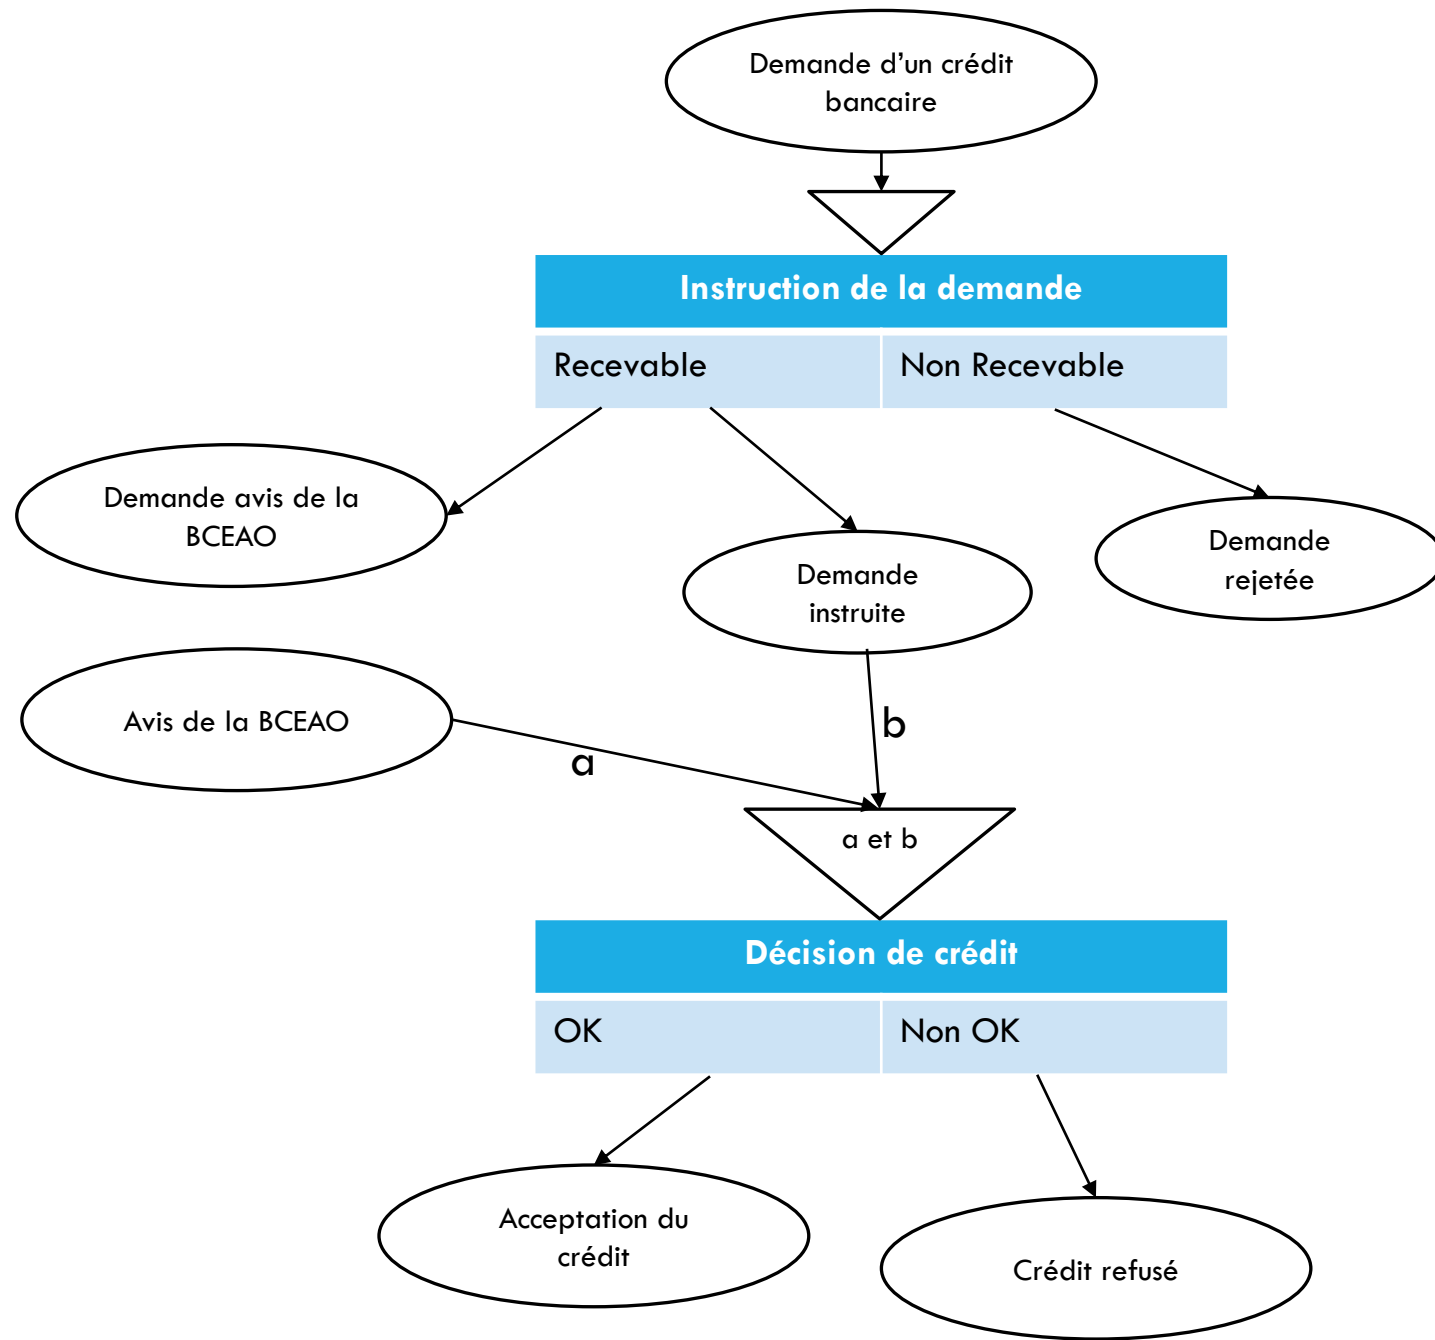 Demande d’un crédit
bancaire
Instruction de la demande
Recevable
Non Recevable
Demande avis de la
BCEAO
Demande
instruite
Demande
rejetée
Avis de la BCEAO
a
b
a et b
Décision de crédit
OK
Non OK
Acceptation du
crédit
Crédit refusé